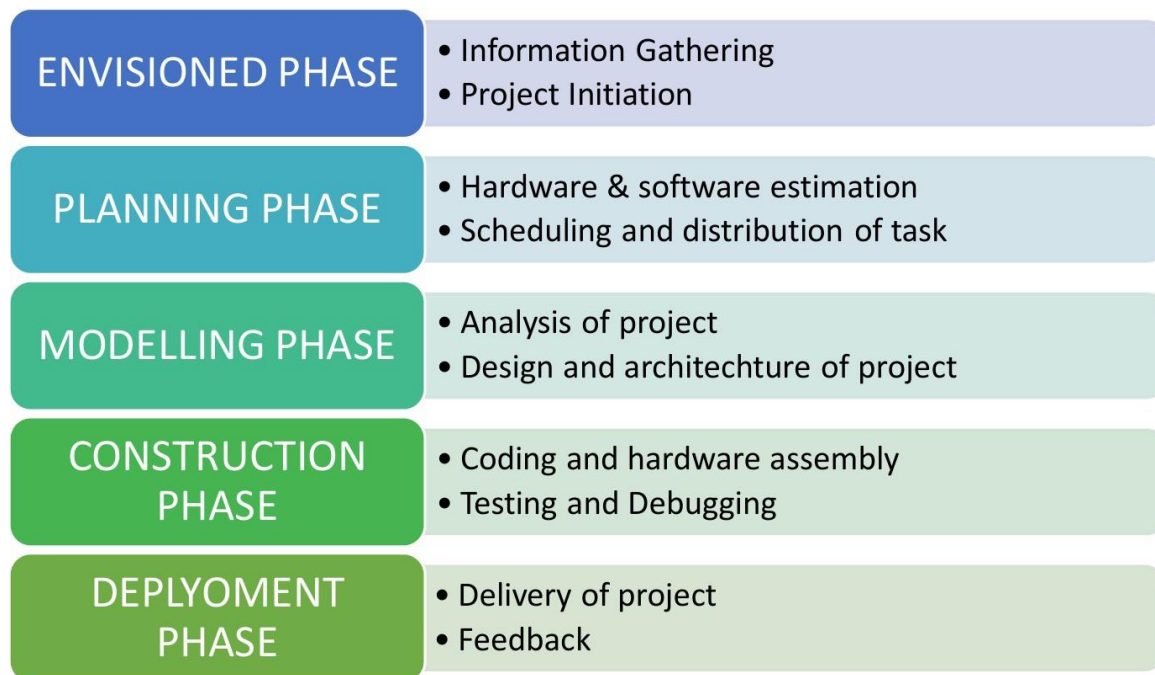 ENVISIONED PHASE
• Information Gathering
• Project Initiation
PLANNING PHASE
• Hardware & software estimation
• Scheduling and distribution of task
MODELLING PHASE
• Analysis of project
• Design and architechture of project
CONSTRUCTION
PHASE
• Coding and hardware assembly
• Testing and Debugging
DEPLYOMENT
PHASE
• Delivery of project
• Feedback